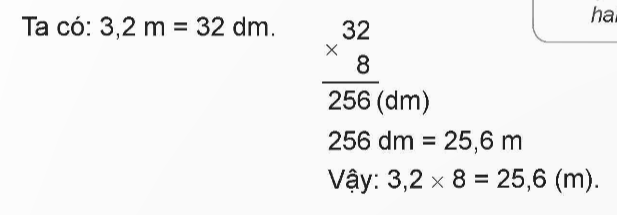 Ta có: 3,2 m = 32 dm.
32
×
8
256 (dm)
256 dm = 25,6 m
Vậy: 3,2 × 8 = 25,6 (m).